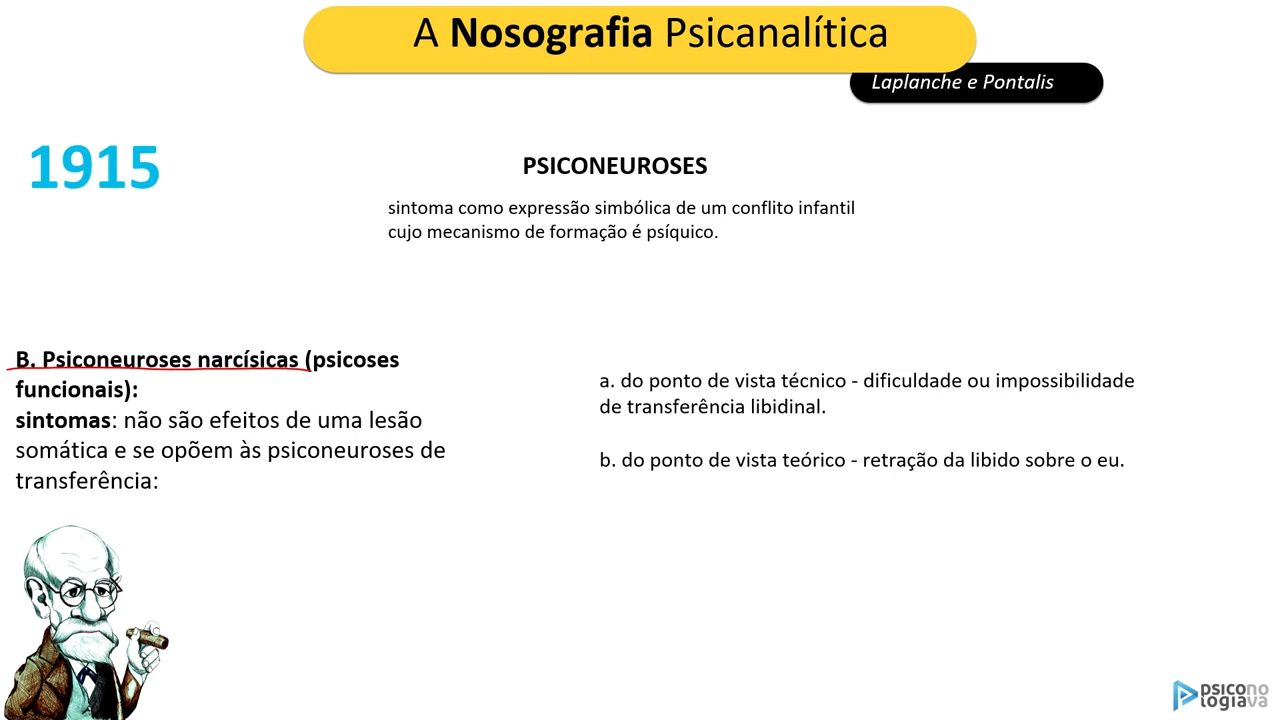 A Nosografia Psicanalítica
Laplanche e Pontalis
1915
PSICONEUROSES
sintoma como expressão simbólica de um conflito infantil
cujo mecanismo de formação é psíquico.
B. Psiconeuroses narcísicas (psicoses
funcionais):
sintomas: não são efeitos de uma lesão
somática e se opõem às psiconeuroses de
transferência:
a. do ponto de vista técnico - dificuldade ou impossibilidade
de transferência libidinal.
b. do ponto de vista teórico - retração da libido sobre o eu.
psicono
logiava